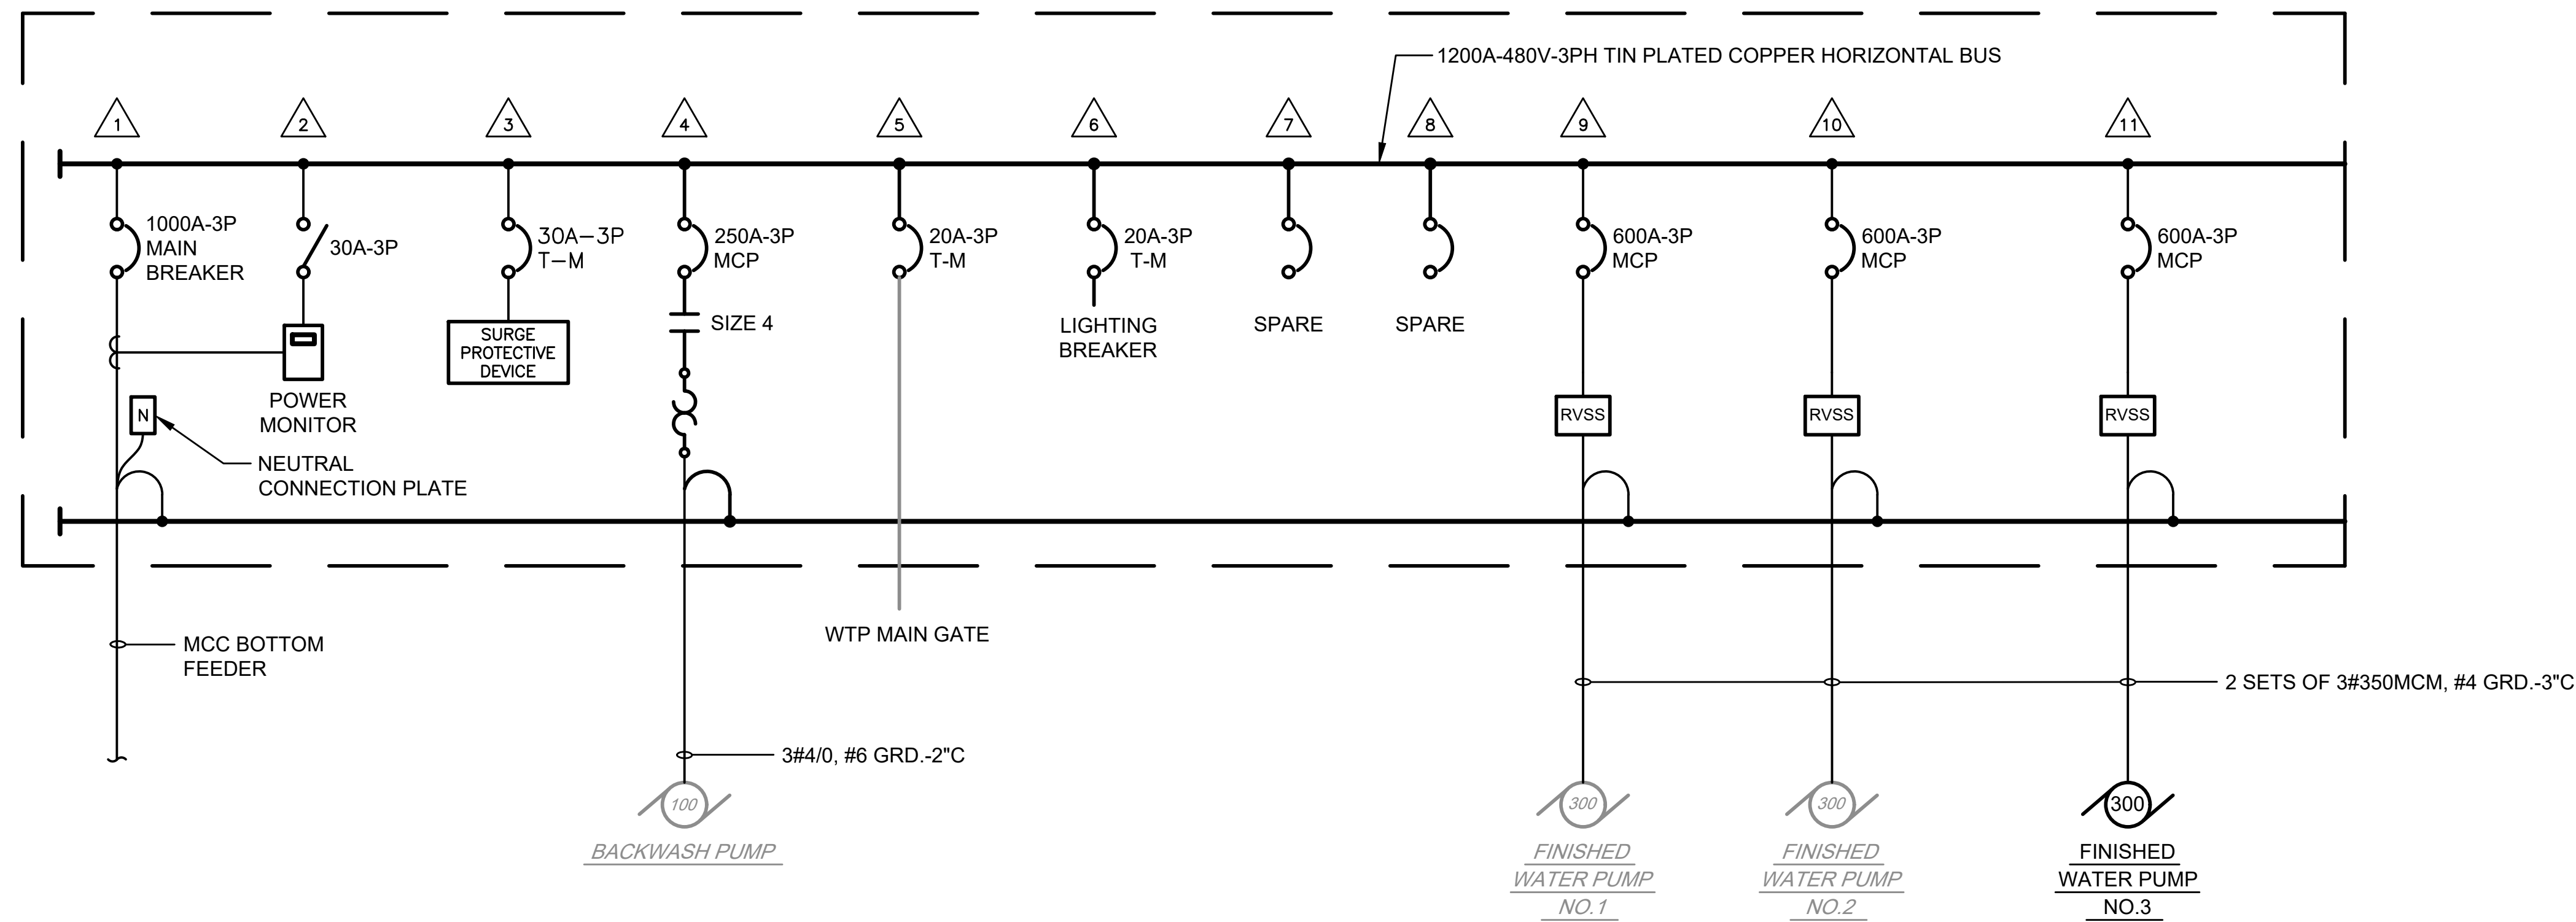 1200A-480V-3PH TIN PLATED COPPER HORIZONTAL BUS
1
2
3
4
5
6
7
8
9
10
11
1000A-3P
MAIN
BREAKER
30A-3P
30A-3P
T-M
250A-3P
MCP
20A-3P
T-M
20A-3P
T-M
600A-3P
MCP
600A-3P
MCP
600A-3P
MCP
SURGE
PROTECTIVE
DEVICE
SIZE 4
LIGHTING
BREAKER
SPARE
SPARE
POWER
MONITOR
N
RVSS
RVSS
RVSS
NEUTRAL
CONNECTION PLATE
MCC BOTTOM
FEEDER
WTP MAIN GATE
2 SETS OF 3#350MCM, #4 GRD.-3"C
3#4/0, #6 GRD.-2"C
100
BACKWASH PUMP
300
FINISHED
WATER PUMP
NO.1
300
FINISHED
WATER PUMP
NO.2
300
FINISHED
WATER PUMP
NO.3